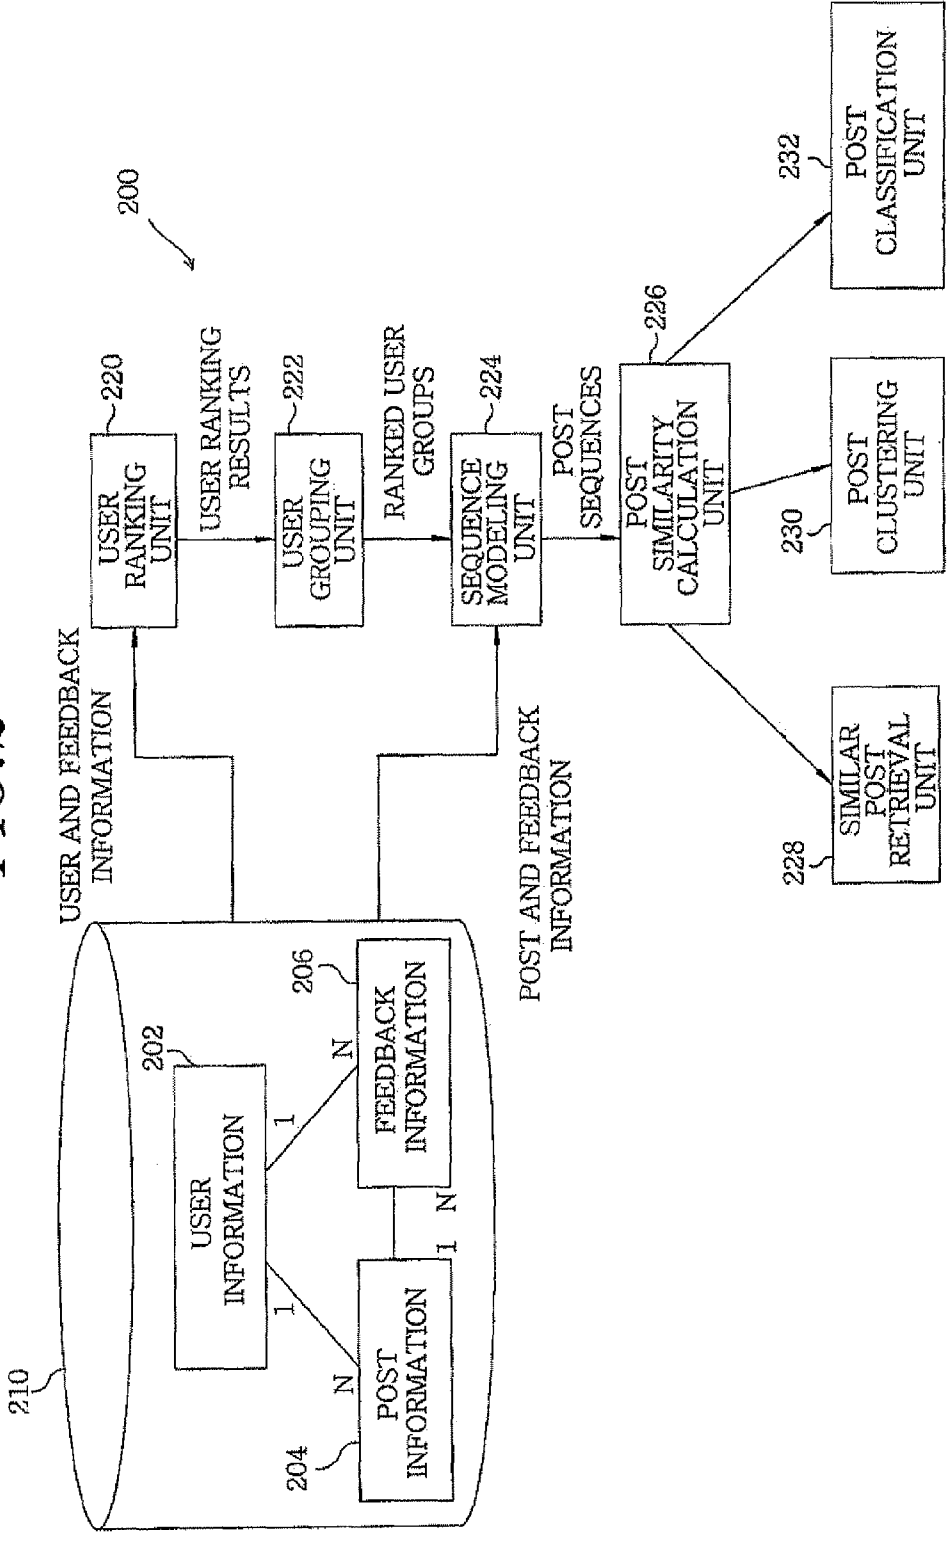 200
210
202
USER
INFORMATION
1
1
N
N
204
POST
INFORMATION
1
N
206
FEEDBACK
INFORMATION
USER AND FEEDBACK
INFORMATION
POST AND FEEDBACK
INFORMATION
220
USER
RANKING
UNIT
USER RANKING
RESULTS
222
USER
GROUPING
UNIT
RANKED USER
GROUPS
224
SEQUENCE
MODELING
UNIT
POST
SEQUENCES
226
POST
SIMILARITY
CALCULATION
UNIT
228
SIMILAR
POST
RETRIEVAL
UNIT
230
POST
CLUSTERING
UNIT
232
POST
CLASSIFICATION
UNIT